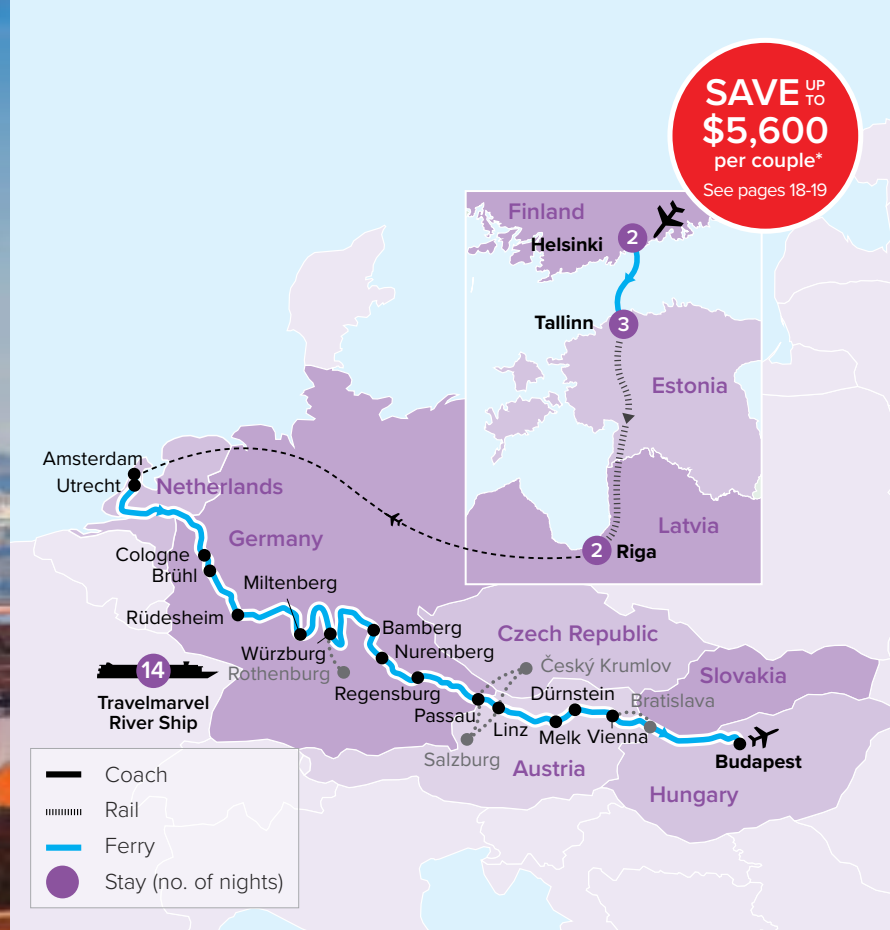 SAVE UP TO
$5,600
per couple*
See pages 18-19
Finland
Helsinki
2
Tallinn
3
Estonia
Latvia
2
Riga
Amsterdam
Utrecht
Netherlands
Germany
Cologne
Brühl
Miltenberg
Rüdesheim
Bamberg
Würzburg
Nuremberg
Rothenburg
Regensburg
Czech Republic
Český Krumlov
Slovakia
14
Travelmarvel
River Ship
Passau
Dürnstein
Bratislava
Linz
Melk
Vienna
Salzburg
Austria
Budapest
Hungary
Coach
Rail
Ferry
Stay (no. of nights)